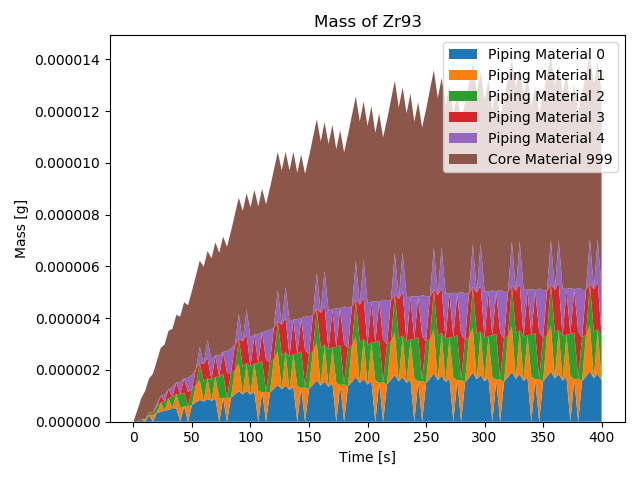 Mass of Zr93
Piping Material 0
Piping Material 1
Piping Material 2
Piping Material 3
Piping Material 4
Core Material 999
Mass [g]
0.000014
0.000012
0.000010
0.000008
0.000006
0.000004
0.000002
0.000000
0 50 100 150 200 250 300 350 400
Time [s]